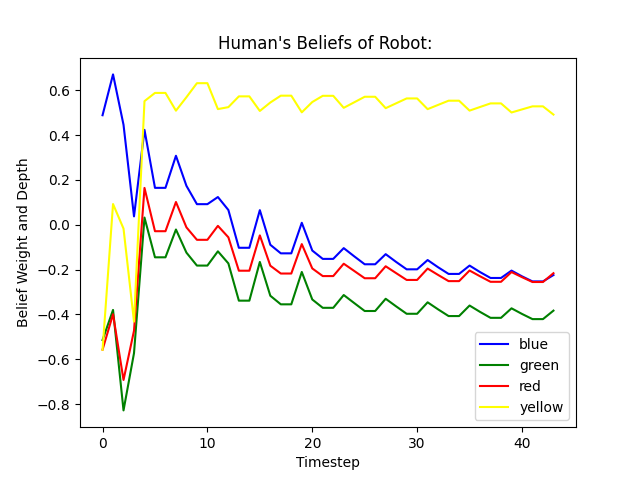 Human's Beliefs of Robot:
Belief Weight and Depth
0.6
0.4
0.2
0.0
−0.2
−0.4
−0.6
−0.8
0 10 20 30 40
Timestep
blue
green
red
yellow